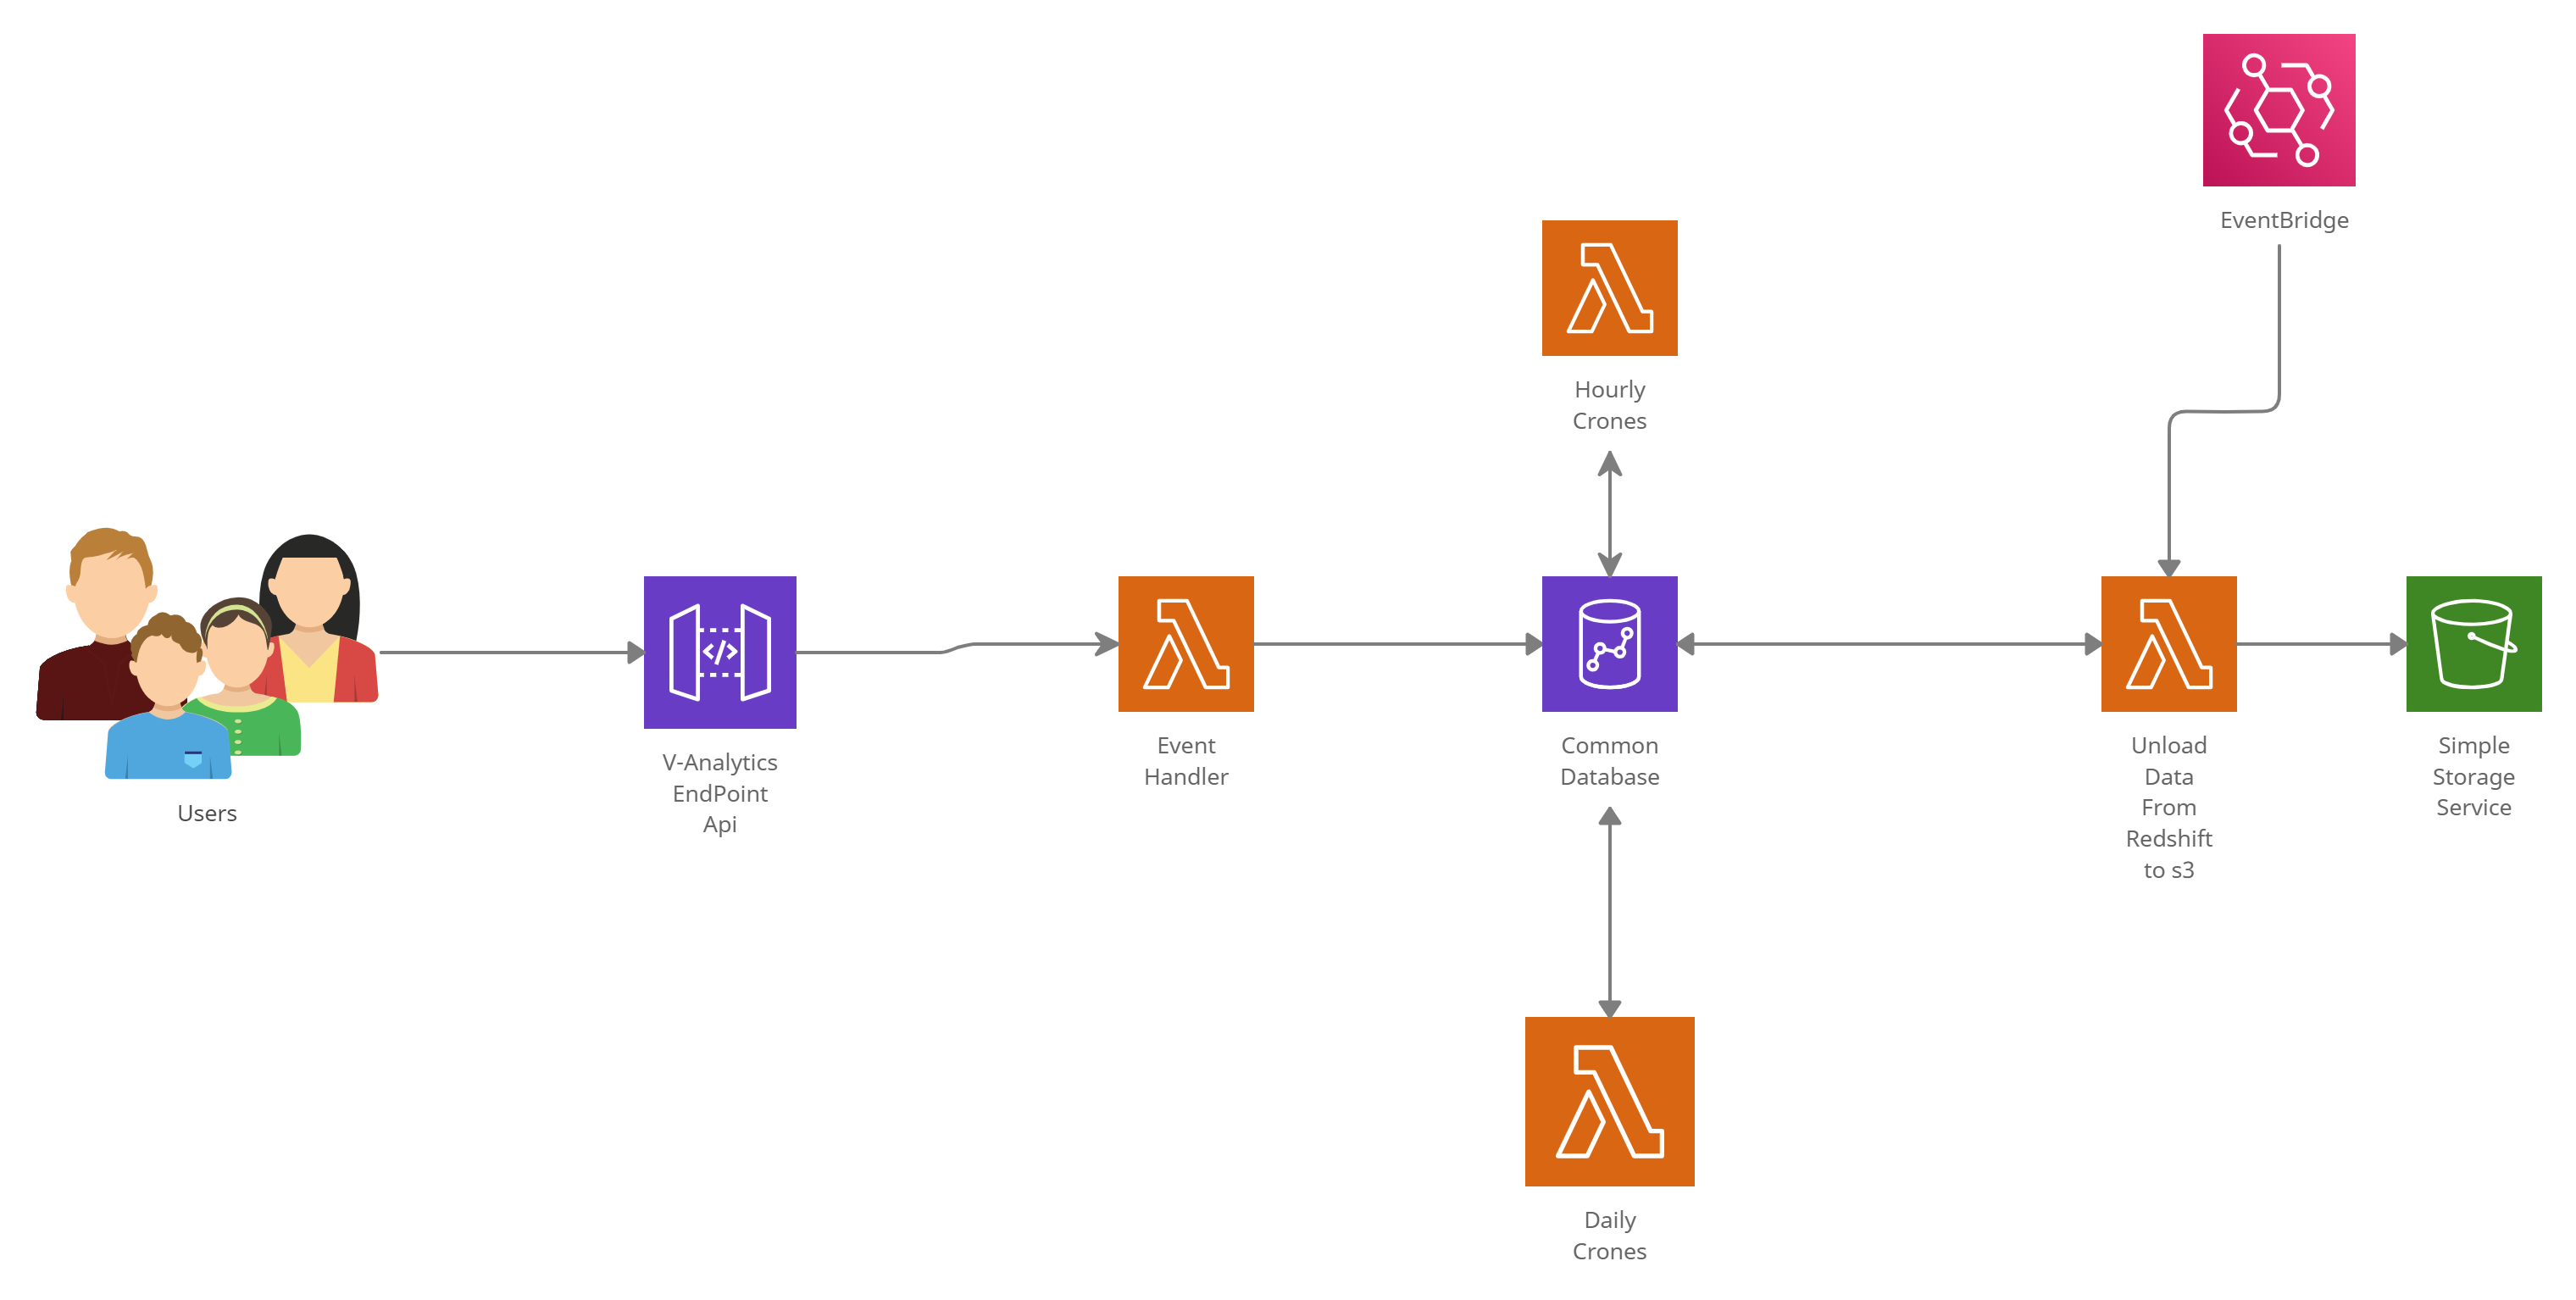 EventBridge
Hourly
Crones
Users
V-Analytics
EndPoint
Api
</>
Event
Handler
Common
Database
Unload
Data
From
Redshift
to s3
Simple
Storage
Service
Daily
Crones